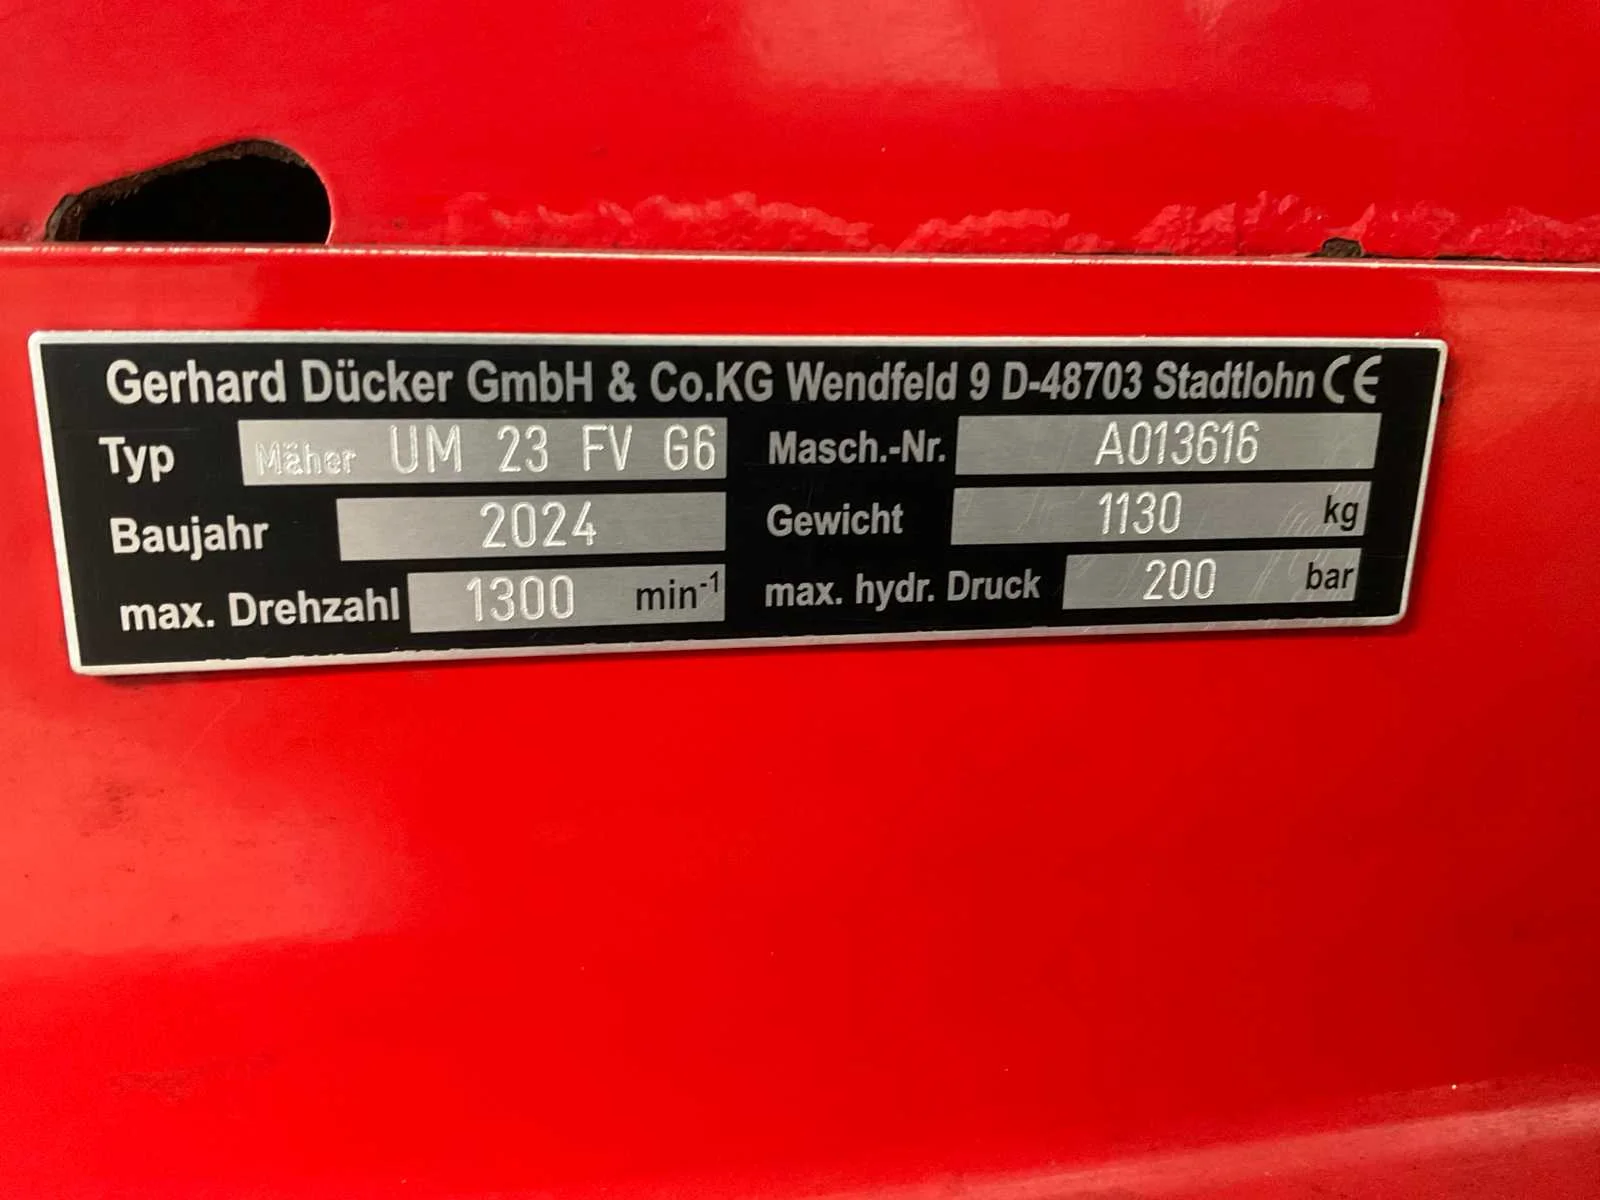 Gerhard Dücker GmbH & Co.KG Wendfeld 9 D-48703 Stadtlohn CE
Typ Mäher UM 23 FV G6 Masch.-Nr. A013616
Baujahr 2024 Gewicht 1130 kg
max. Drehzahl 1300 min⁻¹ max. hydr. Druck 200 bar